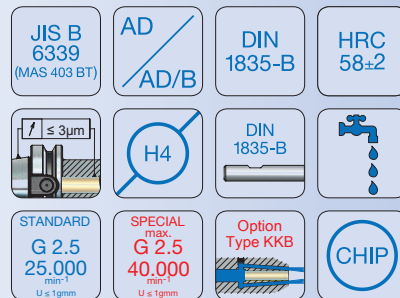 JIS B
6339
(MAS 403 BT)
AD
AD/B
DIN
1835-B
HRC
58±2
↗ ≤ 3µm
H4
DIN
1835-B
STANDARD
G 2.5
25.000
min⁻¹
U ≤ 1gmm
SPECIAL
max.
G 2.5
40.000
min⁻¹
U ≤ 1gmm
Option
Type KKB
CHIP